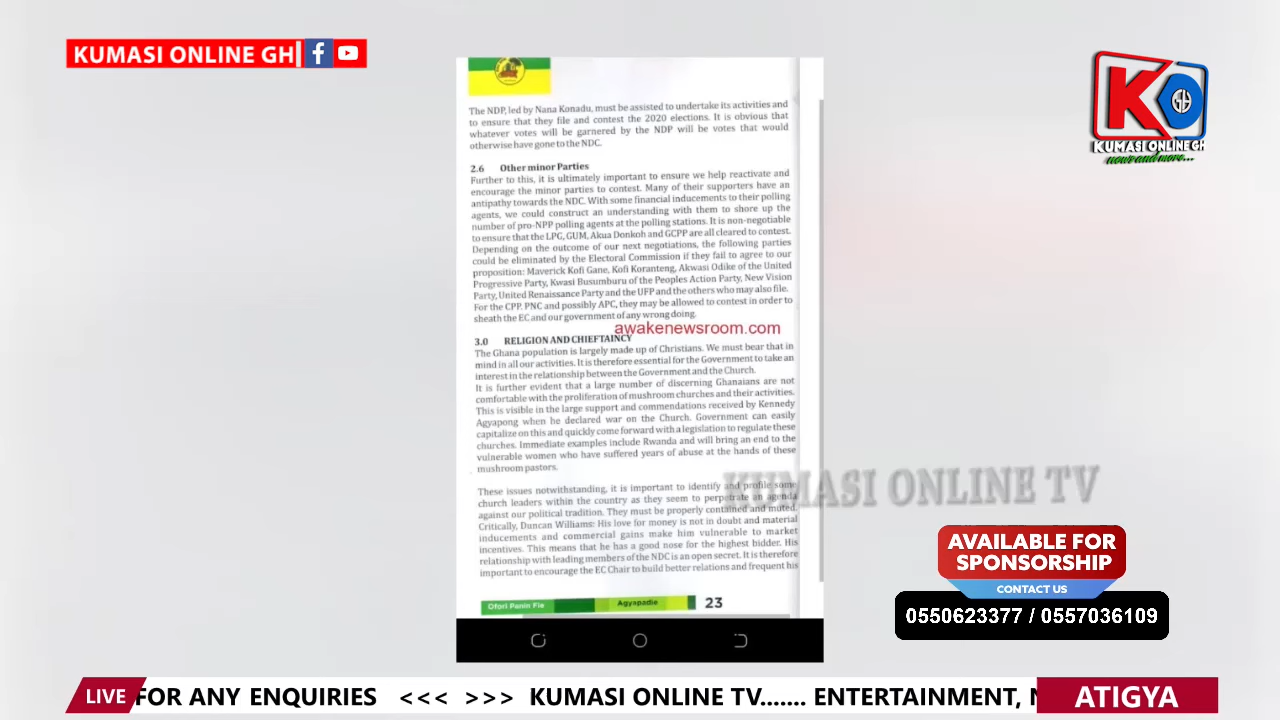 KUMASI ONLINE GH
KUMASI ONLINE GH
news and more...
The NDP, led by Nana Konadu, must be assisted to undertake its activities and
to ensure that they file and contest the 2020 elections. It is obvious that
whatever votes will be garnered by the NDP will be votes that would
otherwise have gone to the NDC.
2.6 Other minor Parties
Further to this, it is ultimately important to ensure we help reactivate and
encourage the minor parties to contest. Many of their supporters have an
antipathy towards the NDC. With some financial inducements to their polling
agents, we could construct an understanding with them to shore up the
number of pro-NPP polling agents at the polling stations. It is non-negotiable
to ensure that the LPG, GUM, Akua Donkoh and GCPP are all cleared to contest.
Depending on the outcome of our next negotiations, the following parties
could be eliminated by the Electoral Commission if they fail to agree to our
proposition: Maverick Kofi Gane, Kofi Koranteng, Akwasi Odike of the United
Progressive Party, Kwasi Busumburu of the Peoples Action Party, New Vision
Party, United Renaissance Party and the UFP and the others who may also file.
For the CPP, PNC and possibly APC, they may be allowed to contest in order to
sheath the EC and our government of any wrong doing.
awakenewsroom.com
3.0 RELIGION AND CHIEFTAINCY
The Ghana population is largely made up of Christians. We must bear that in
mind in all our activities. It is therefore essential for the Government to take an
interest in the relationship between the Government and the Church.
It is further evident that a large number of discerning Ghanaians are not
comfortable with the proliferation of mushroom churches and their activities.
This is visible in the large support and commendations received by Kennedy
Agyapong when he declared war on the Church. Government can easily
capitalize on this and quickly come forward with a legislation to regulate these
churches. Immediate examples include Rwanda and will bring an end to the
vulnerable women who have suffered years of abuse at the hands of these
mushroom pastors.
These issues notwithstanding, it is important to identify and profile some
church leaders within the country as they seem to perpetrate an agenda
against our political tradition. They must be properly contained and muted.
Critically, Duncan Williams: His love for money is not in doubt and material
inducements and commercial gains make him vulnerable to market
incentives. This means that he has a good nose for the highest bidder. His
relationship with leading members of the NDC is an open secret. It is therefore
important to encourage the EC Chair to build better relations and frequent his
Ofori Panin Fie Agyapadie 23
KUMASI ONLINE TV
AVAILABLE FOR
SPONSORSHIP
CONTACT US
0550623377 / 0557036109
LIVE FOR ANY ENQUIRIES <<< >>> KUMASI ONLINE TV....... ENTERTAINMENT, ATIGYA